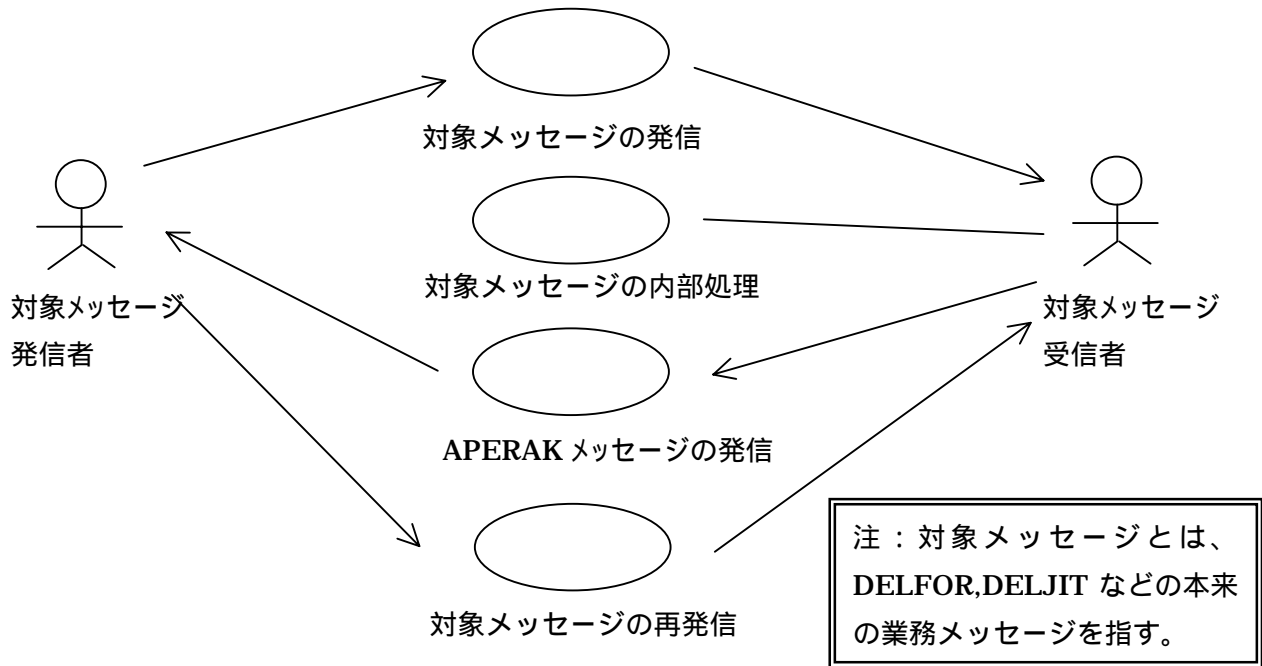 対象メッセージの発信
対象メッセージの内部処理
対象メッセージ
発信者
対象メッセージ
受信者
APERAK メッセージの発信
対象メッセージの再発信
注：対象メッセージとは、
DELFOR,DELJIT などの本来
の業務メッセージを指す。